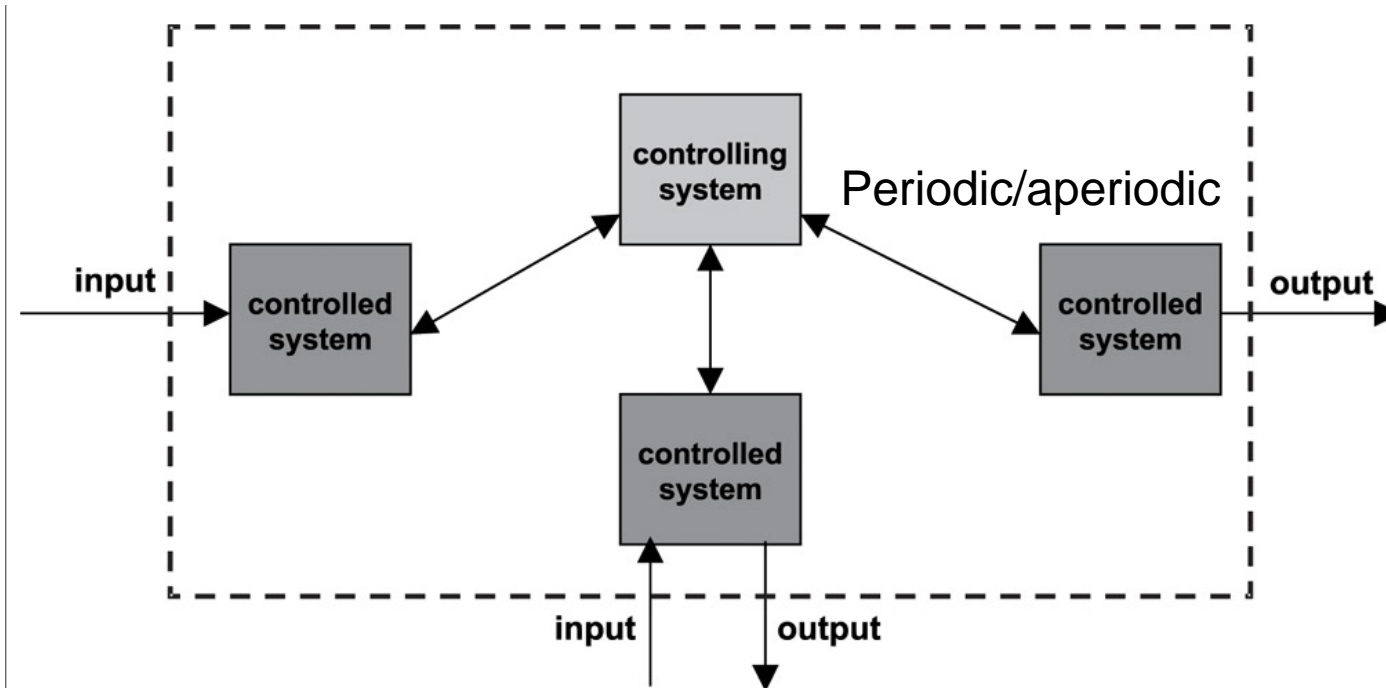 controlling
system
Periodic/aperiodic
input
controlled
system
controlled
system
output
controlled
system
input
output